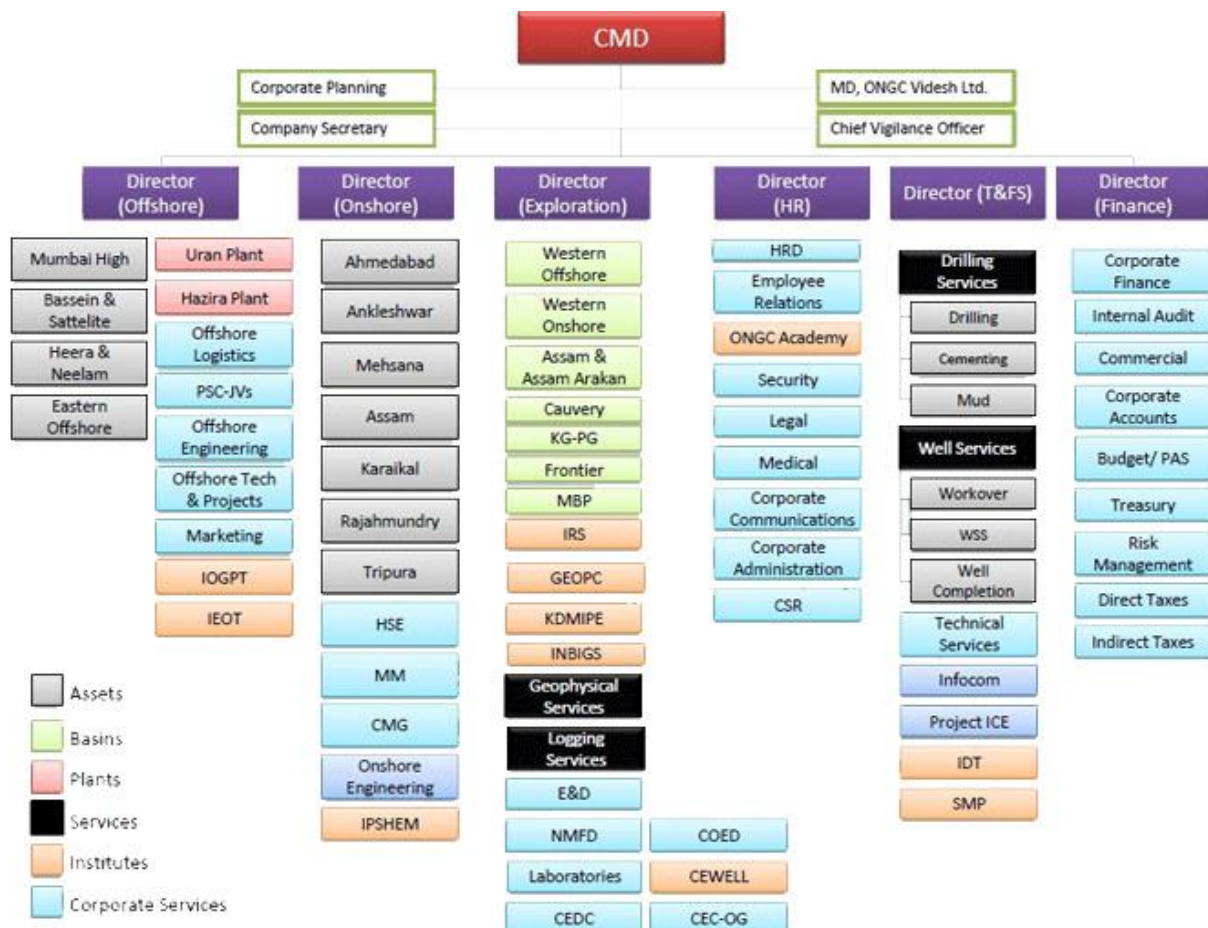 CMD
Corporate Planning
MD, ONGC Videsh Ltd.
Company Secretary
Chief Vigilance Officer
Director
(Offshore)
Mumbai High
Bassein &
Sattelite
Heera &
Neelam
Eastern
Offshore
Uran Plant
Hazira Plant
Offshore
Logistics
PSC-JVs
Offshore
Engineering
Offshore Tech
& Projects
Marketing
IOGPT
IEOT
Director
(Onshore)
Ahmedabad
Ankleshwar
Mehsana
Assam
Karaikal
Rajahmundry
Tripura
HSE
MM
CMG
Onshore
Engineering
IPSHEM
Director
(Exploration)
Western
Offshore
Western
Onshore
Assam &
Assam Arakan
Cauvery
KG-PG
Frontier
MBP
IRS
GEOPC
KDMIPE
INBIGS
Geophysical
Services
Logging
Services
E&D
NMFD
Laboratories
CEDC
COED
CEWELL
CEC-OG
Director
(HR)
HRD
Employee
Relations
ONGC Academy
Security
Legal
Medical
Corporate
Communications
Corporate
Administration
CSR
Director (T&FS)
Drilling
Services
Drilling
Cementing
Mud
Well Services
Workover
WSS
Well
Completion
Technical
Services
Infocom
Project ICE
IDT
SMP
Director
(Finance)
Corporate
Finance
Internal Audit
Commercial
Corporate
Accounts
Budget/ PAS
Treasury
Risk
Management
Direct Taxes
Indirect Taxes
Assets
Basins
Plants
Services
Institutes
Corporate Services